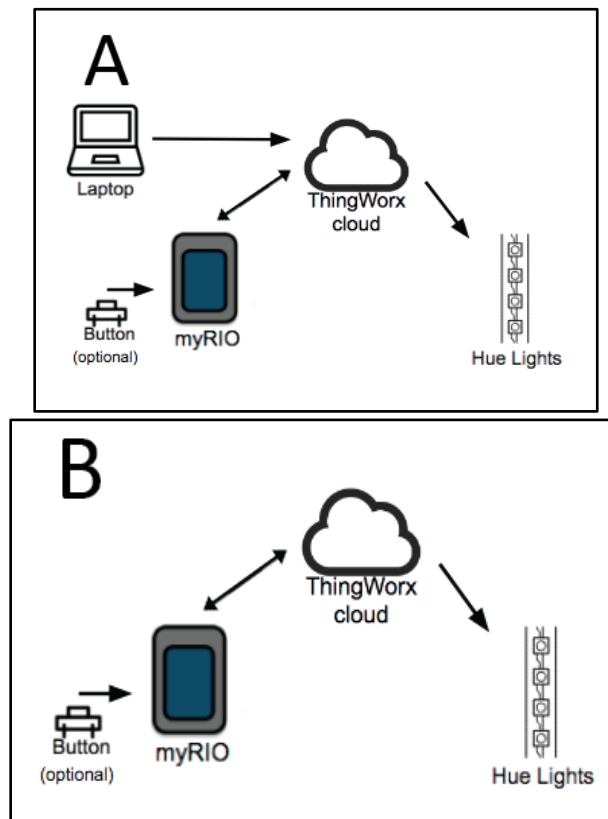 A
Laptop
ThingWorx
cloud
Button
(optional)
myRIO
Hue Lights
B
ThingWorx
cloud
Button
(optional)
myRIO
Hue Lights